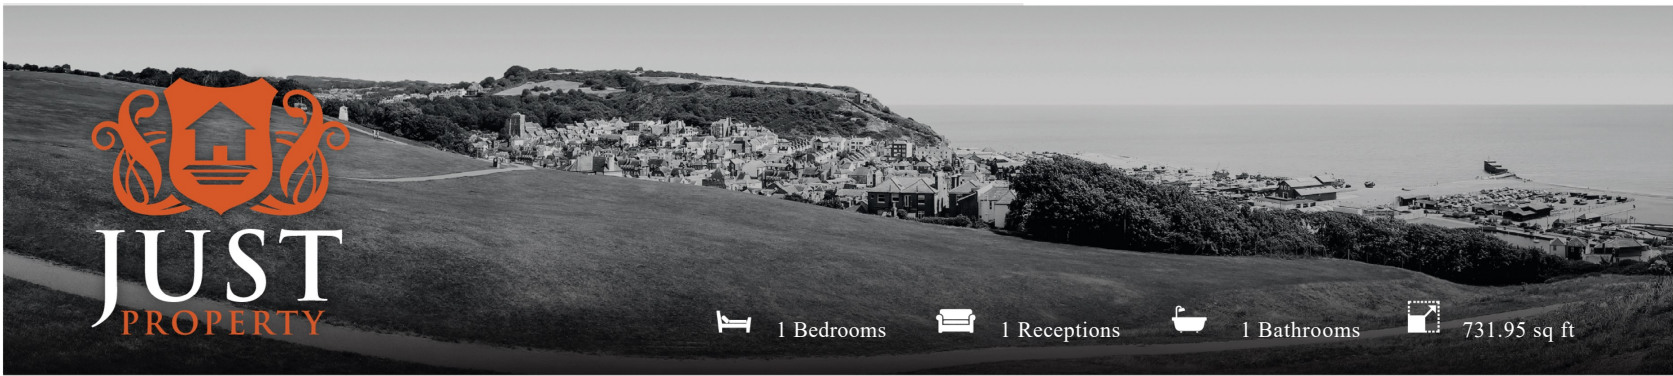 JUST
PROPERTY
1 Bedrooms
1 Receptions
1 Bathrooms
731.95 sq ft